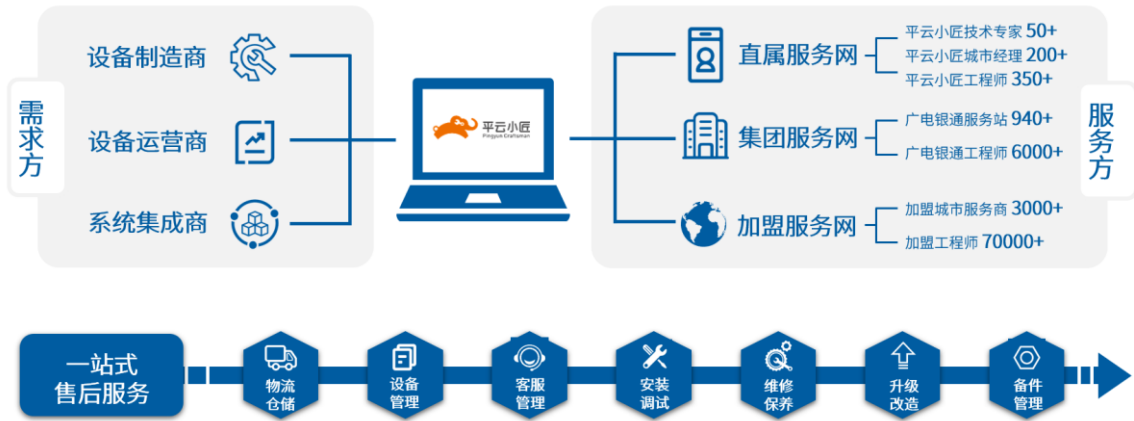 需求方
设备制造商
设备运营商
系统集成商
平云小匠
Pingyun Craftsman
直属服务网
平云小匠技术专家 50+
平云小匠城市经理 200+
平云小匠工程师 350+
集团服务网
广电银通服务站 940+
广电银通工程师 6000+
加盟服务网
加盟城市服务商 3000+
加盟工程师 70000+
服务方
一站式
售后服务
物流
仓储
设备
管理
客服
管理
安装
调试
维修
保养
升级
改造
备件
管理